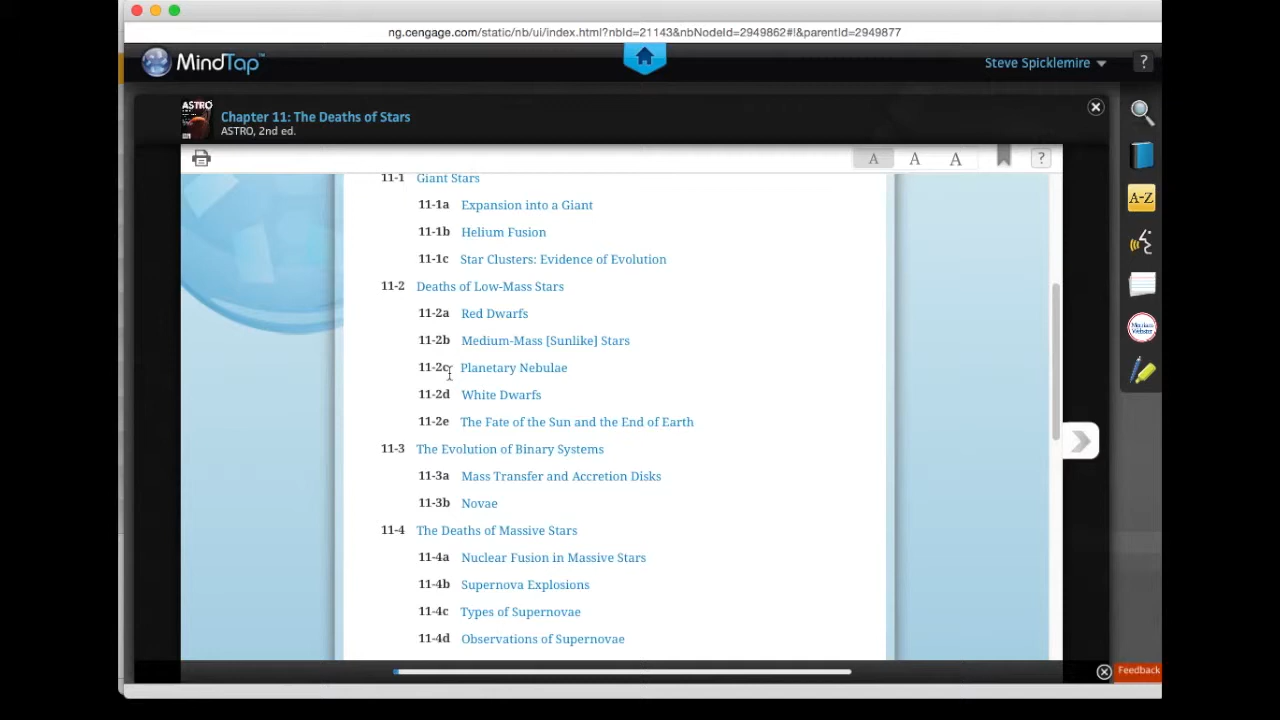 ng.cengage.com/static/nb/ui/index.html?nbId=21143&nbNodeId=2949862#!&parentId=2949877
MindTap™
Steve Spicklemire
?
ASTRO
Chapter 11: The Deaths of Stars
ASTRO, 2nd ed.
A A A ?
A-Z
Merriam Webster
11-1 Giant Stars
11-1a Expansion into a Giant
11-1b Helium Fusion
11-1c Star Clusters: Evidence of Evolution
11-2 Deaths of Low-Mass Stars
11-2a Red Dwarfs
11-2b Medium-Mass [Sunlike] Stars
11-2c Planetary Nebulae
11-2d White Dwarfs
11-2e The Fate of the Sun and the End of Earth
11-3 The Evolution of Binary Systems
11-3a Mass Transfer and Accretion Disks
11-3b Novae
11-4 The Deaths of Massive Stars
11-4a Nuclear Fusion in Massive Stars
11-4b Supernova Explosions
11-4c Types of Supernovae
11-4d Observations of Supernovae
Feedback